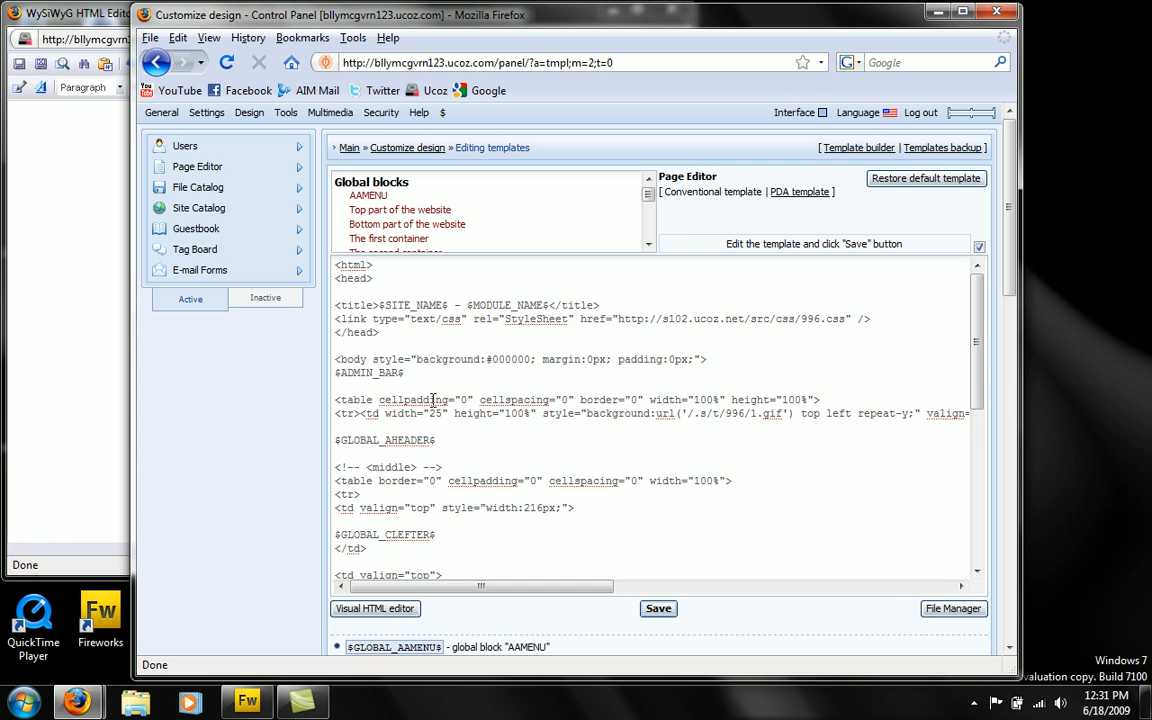 WySiWyG HTML Edito
Customize design - Control Panel [bllymcgvrn123.ucoz.com] - Mozilla Firefox
http://bl
File Edit View History Bookmarks Tools Help
http://bllymcgvrn123.ucoz.com/panel/?a=tmpl;m=2;t=0
Google
Paragraph
YouTube Facebook AIM Mail Twitter Ucoz Google
General Settings Design Tools Multimedia Security Help $
Interface Language Log out
Users
Page Editor
File Catalog
Site Catalog
Guestbook
Tag Board
E-mail Forms
Active
Inactive
Main » Customize design » Editing templates
[ Template builder | Templates backup ]
Global blocks
AAMENU
Top part of the website
Bottom part of the website
The first container
The second container
Page Editor
[ Conventional template | PDA template ]
Restore default template
Edit the template and click "Save" button
<html>
<head>
<title>$SITE_NAME$ - $MODULE_NAME$</title>
<link type="text/css" rel="StyleSheet" href="http://s102.ucoz.net/src/css/996.css" />
</head>
<body style="background:#000000; margin:0px; padding:0px;">
$ADMIN_BAR$
<table cellpadding="0" cellspacing="0" border="0" width="100%" height="100%">
<tr><td width="25" height="100%" style="background:url('/.s/t/996/1.gif') top left repeat-y;" valign=
$GLOBAL_AHEADER$
<!-- <middle> -->
<table border="0" cellpadding="0" cellspacing="0" width="100%">
<tr>
<td valign="top" style="width:216px;">
$GLOBAL_CLEFTER$
</td>
<td valign="top">
Visual HTML editor
Save
File Manager
$GLOBAL_AAMENU$ - global block "AAMENU"
Done
Done
QuickTime
Player
Fireworks
Windows 7
valuation copy. Build 7100
12:31 PM
6/18/2009